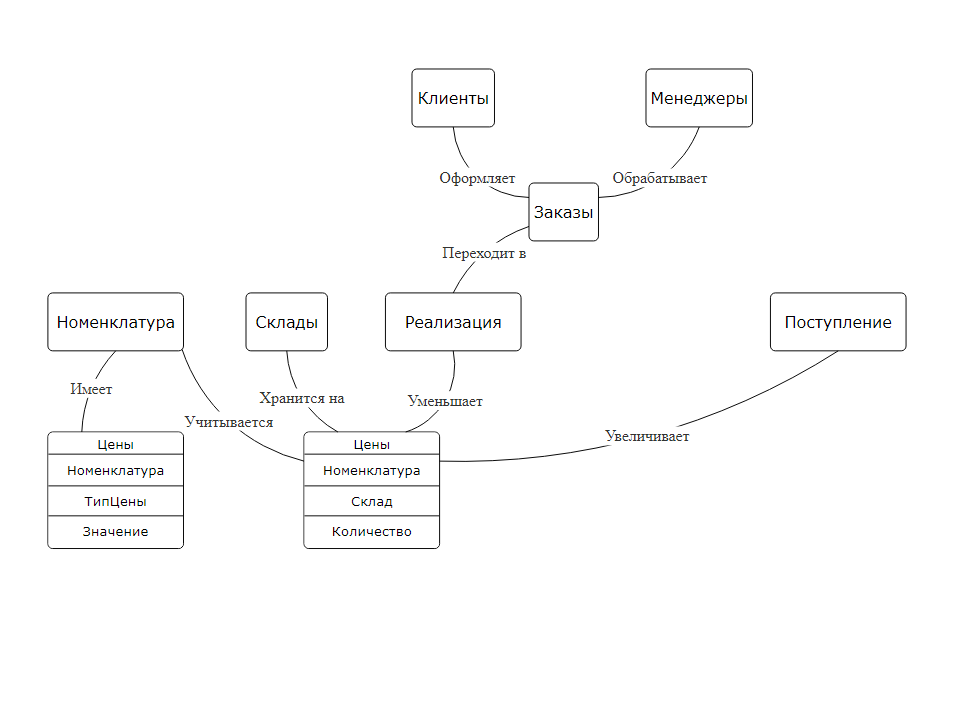 Клиенты
Менеджеры
Оформляет
Обрабатывает
Заказы
Переходит в
Номенклатура
Склады
Реализация
Поступление
Имеет
Хранится на
Уменьшает
Учитывается
Увеличивает
Цены
Номенклатура
ТипЦены
Значение
Цены
Номенклатура
Склад
Количество